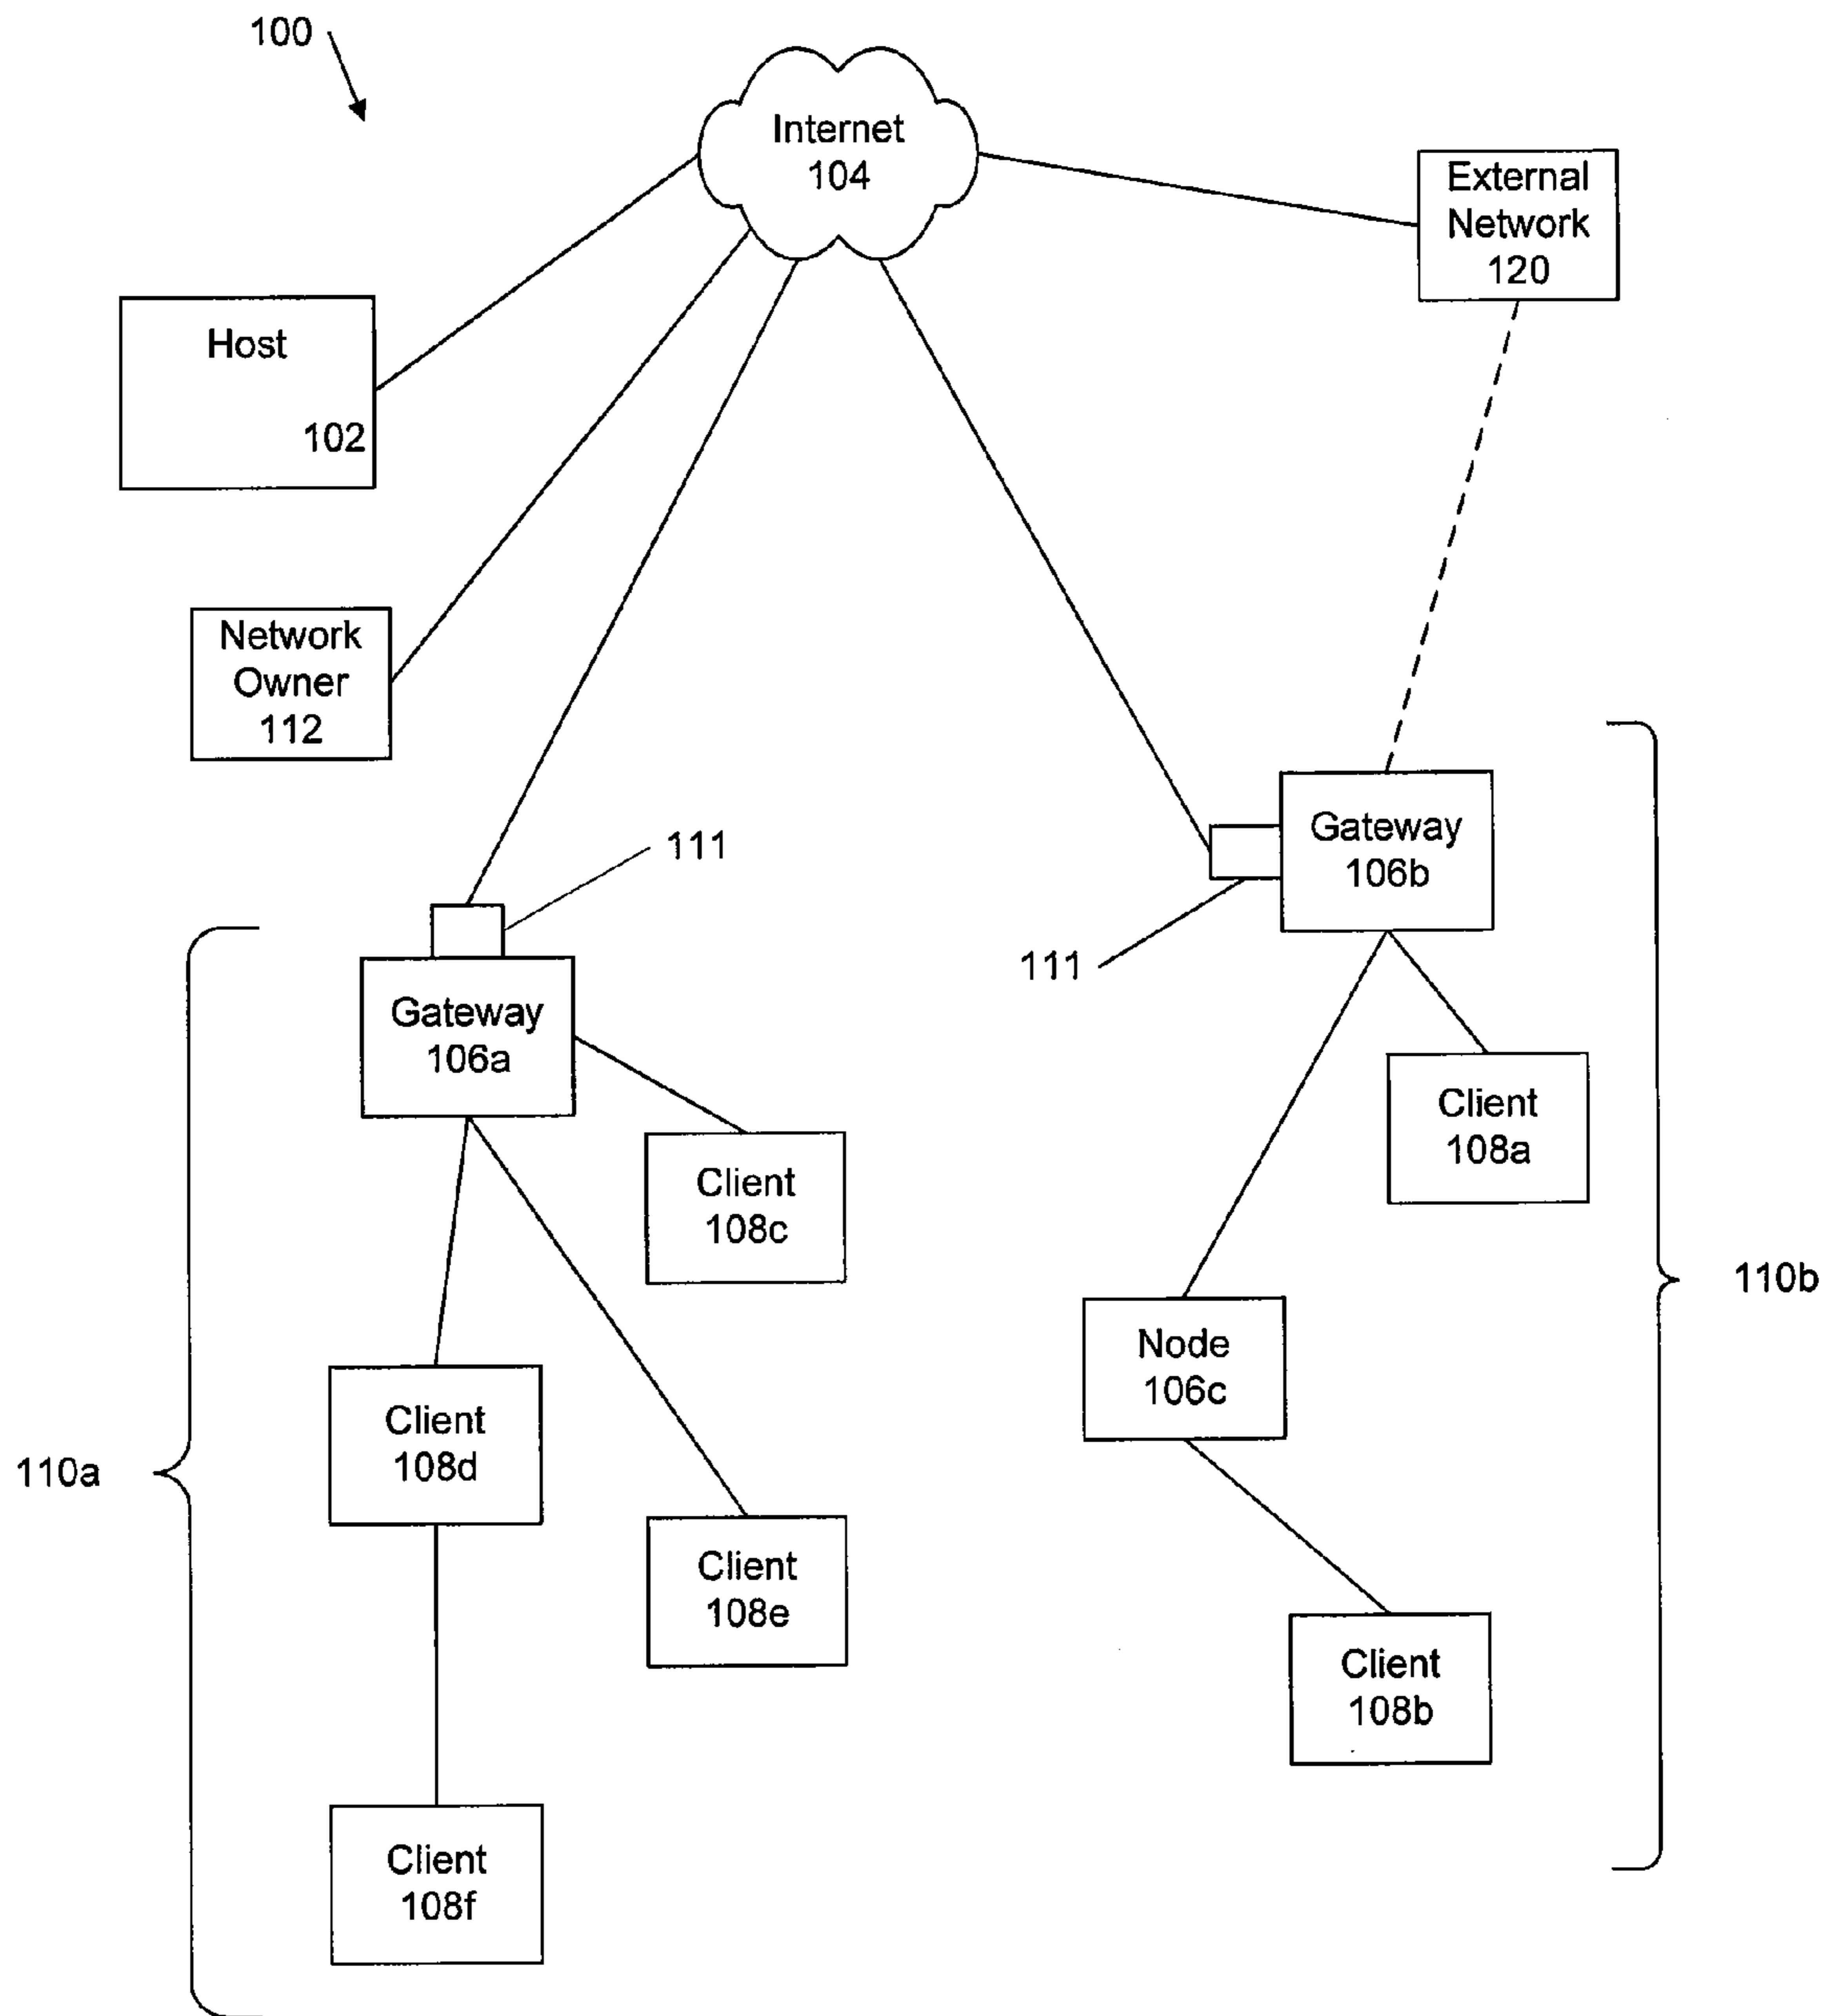 100
Internet
104
External
Network
120
Host
102
Network
Owner
112
111
Gateway
106b
111
Gateway
106a
Client
108a
Client
108c
110b
Node
106c
Client
108d
110a
Client
108e
Client
108b
Client
108f